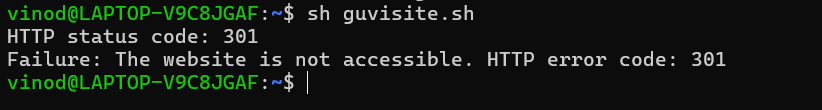 vinod@LAPTOP-V9C8JGAF:~$ sh guvisite.sh
HTTP status code: 301
Failure: The website is not accessible. HTTP error code: 301
vinod@LAPTOP-V9C8JGAF:~$